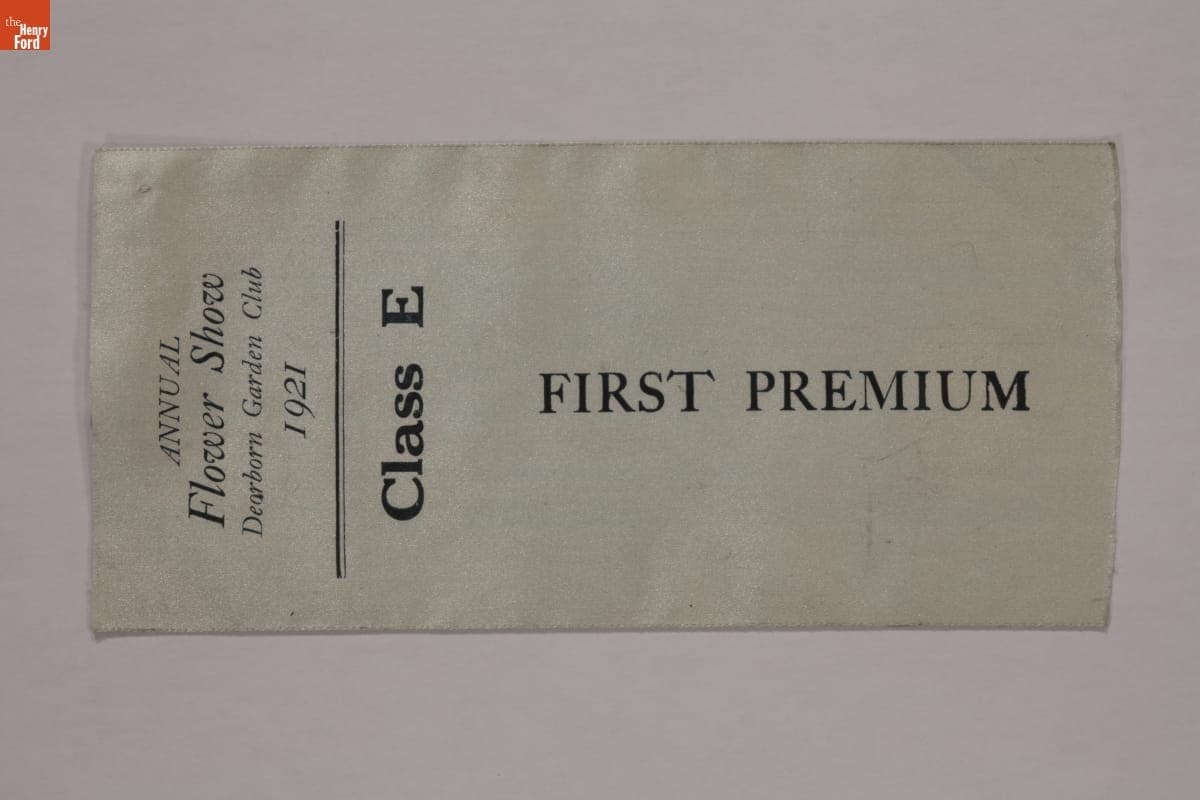 the
Henry
Ford
ANNUAL
Flower Show
Dearborn Garden Club
1921
Class E
FIRST PREMIUM